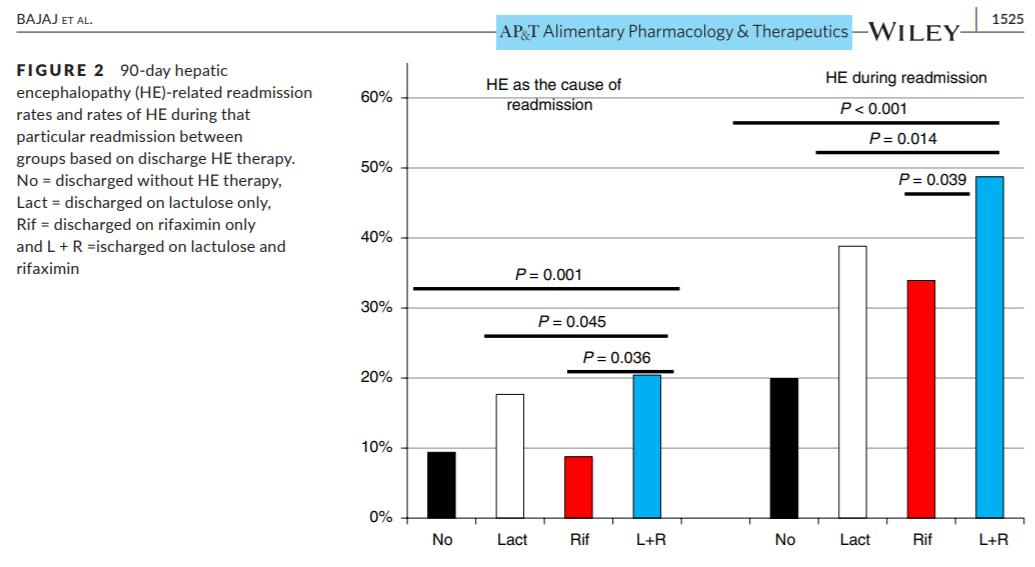 BAJAJ ET AL.
AP&T Alimentary Pharmacology & Therapeutics
WILEY
1525
FIGURE 2 90-day hepatic
encephalopathy (HE)-related readmission
rates and rates of HE during that
particular readmission between
groups based on discharge HE therapy.
No = discharged without HE therapy,
Lact = discharged on lactulose only,
Rif = discharged on rifaximin only
and L + R =ischarged on lactulose and
rifaximin
HE as the cause of
readmission
HE during readmission
60%
50%
40%
30%
20%
10%
0%
P = 0.001
P = 0.045
P = 0.036
P < 0.001
P = 0.014
P = 0.039
No Lact Rif L+R No Lact Rif L+R